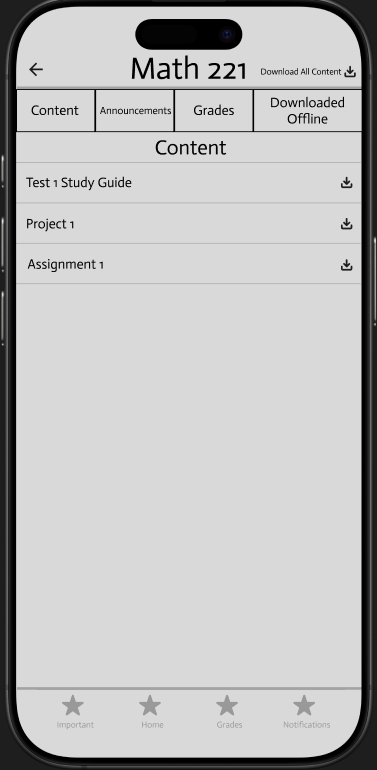 Math 221
Download All Content
Content
Announcements
Grades
Downloaded
Offline
Content
Test 1 Study Guide
Project 1
Assignment 1
Important
Home
Grades
Notifications